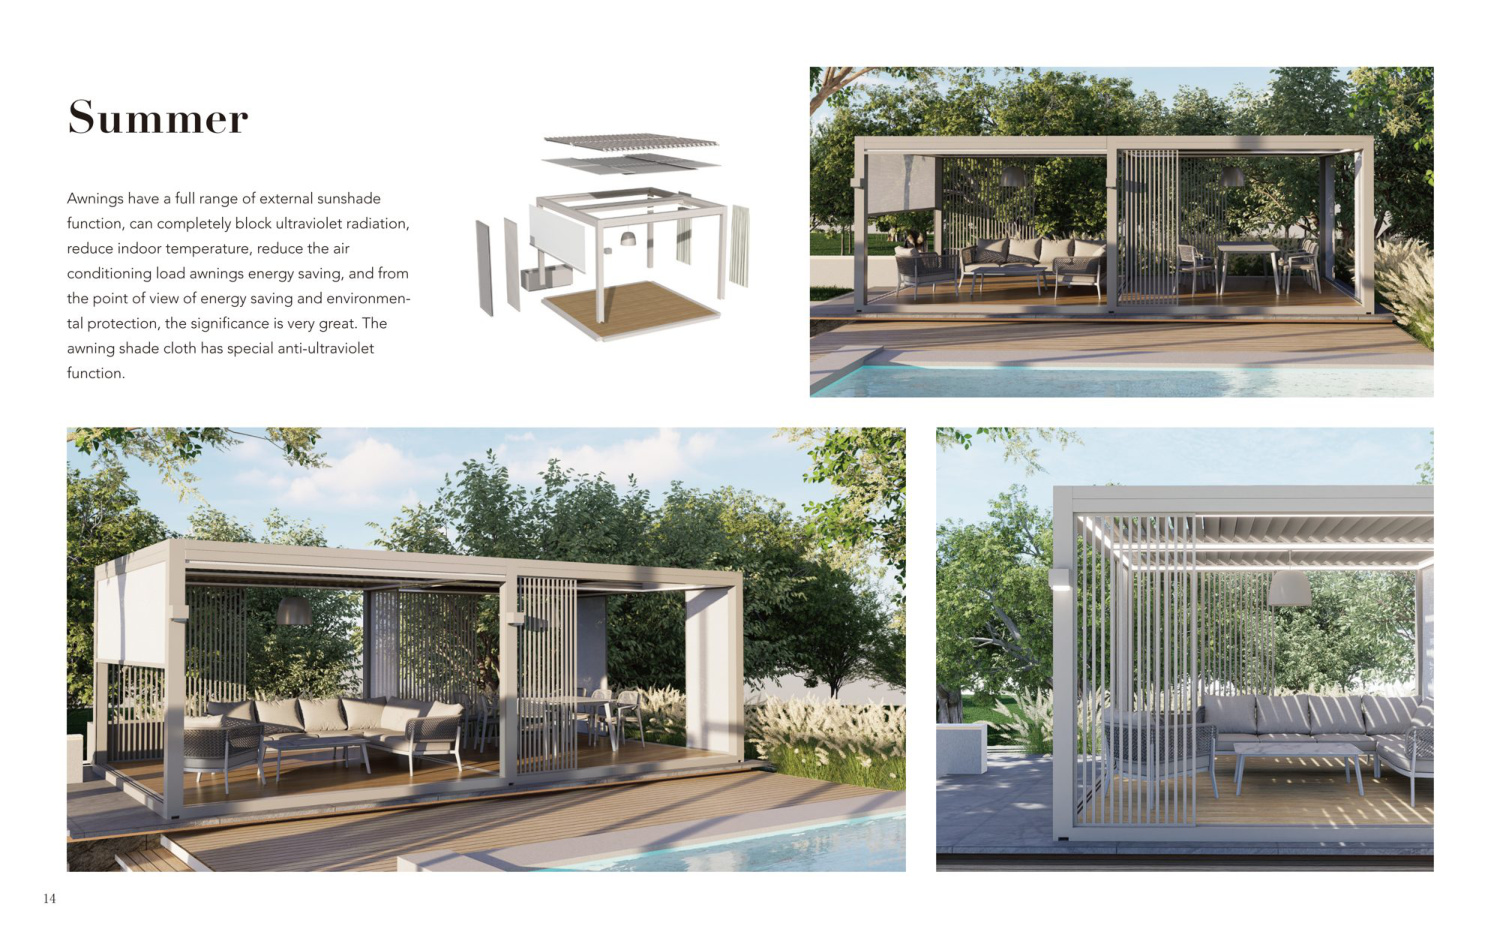 Summer
Awnings have a full range of external sunshade
function, can completely block ultraviolet radiation,
reduce indoor temperature, reduce the air
conditioning load awnings energy saving, and from
the point of view of energy saving and environmen-
tal protection, the significance is very great. The
awning shade cloth has special anti-ultraviolet
function.
14